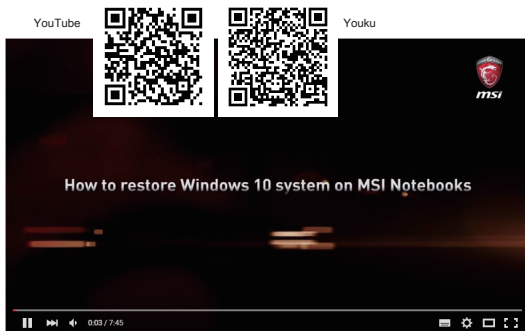 YouTube
Youku
msi
How to restore Windows 10 system on MSI Notebooks
0:03 / 7:45